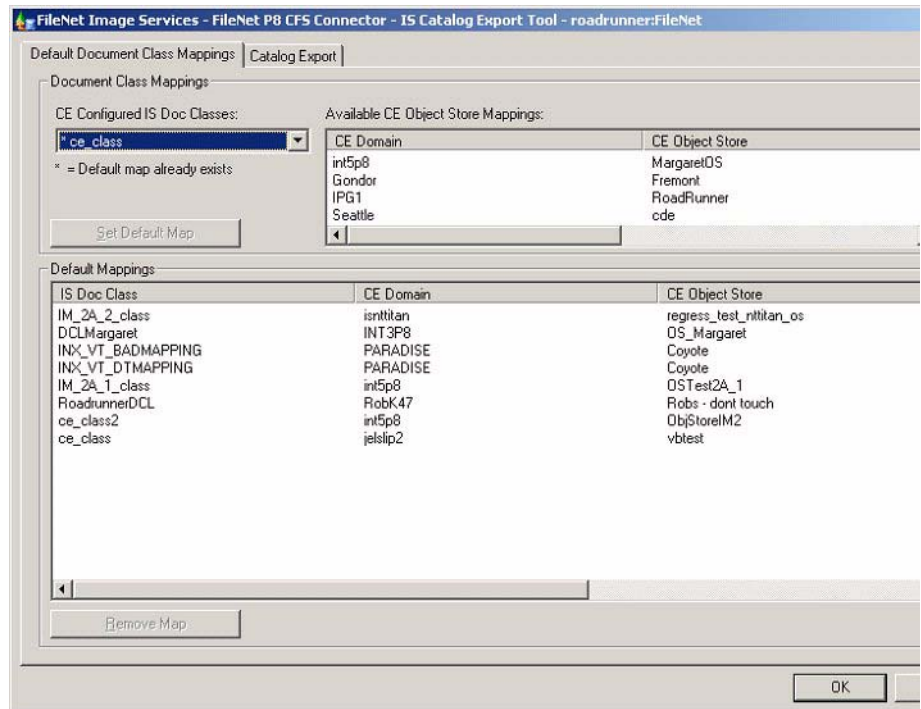 FileNet Image Services - FileNet P8 CFS Connector - IS Catalog Export Tool - roadrunner:FileNet
Default Document Class Mappings Catalog Export
Document Class Mappings
CE Configured IS Doc Classes: Available CE Object Store Mappings:
* ce_class CE Domain CE Object Store
* = Default map already exists
int5p8 MargaretOS
Gondor Fremont
IPG1 RoadRunner
Seattle cde
Set Default Map
Default Mappings
IS Doc Class CE Domain CE Object Store
IM_2A_2_class isnttitan regress_test_nttitan_os
DCLMargaret INT3P8 OS_Margaret
INX_VT_BADMAPPING PARADISE Coyote
INX_VT_DTMAPPING PARADISE Coyote
IM_2A_1_class int5p8 OSTest2A_1
RoadrunnerDCL RobK47 Robs - dont touch
ce_class2 int5p8 ObjStoreIM2
ce_class jelslip2 vbtest
Remove Map
OK